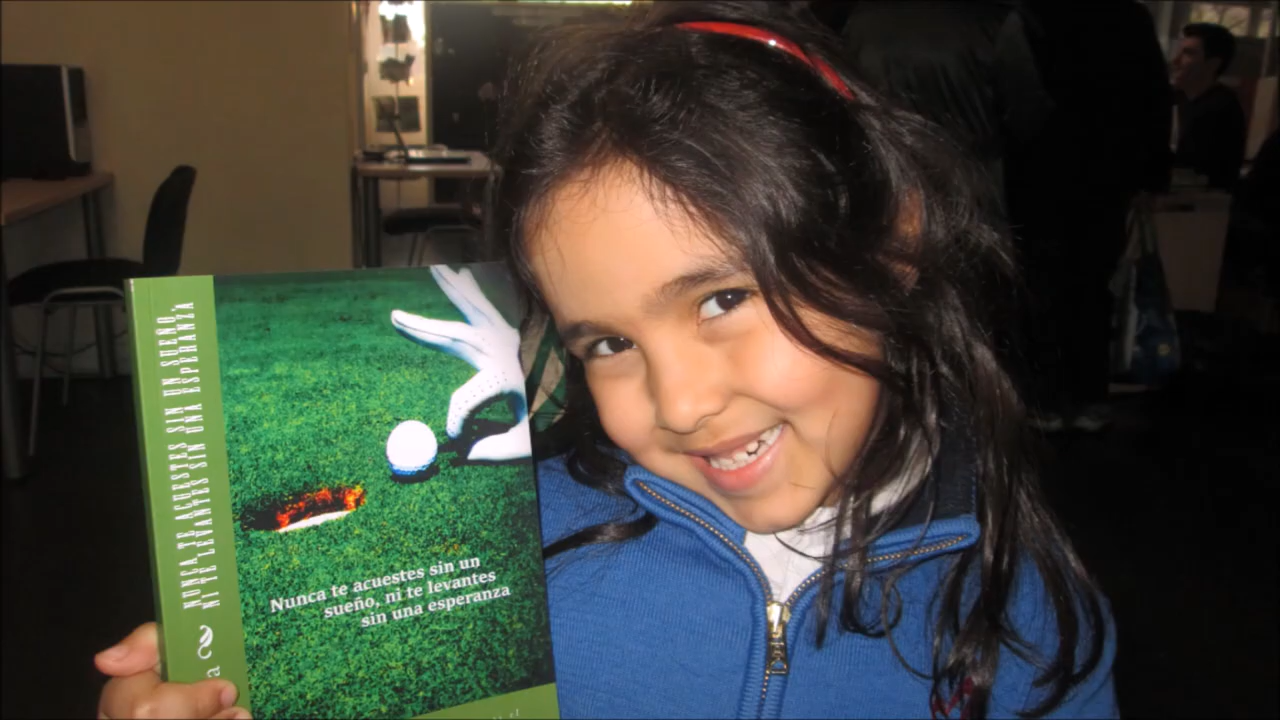 NUNCA TE ACUESTES SIN UN SUEÑO,
NI TE LEVANTES SIN UNA ESPERANZA
Nunca te acuestes sin un
sueño, ni te levantes
sin una esperanza